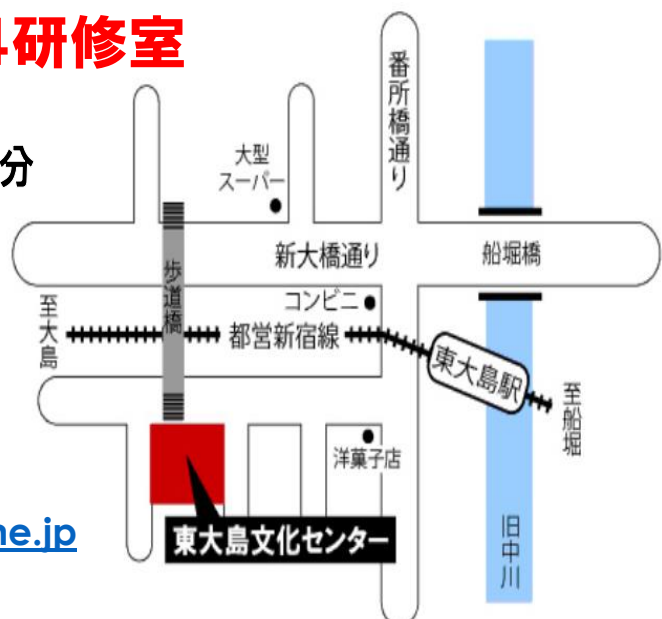 研修室
分
番所橋通り
大型
スーパー
新大橋通り
船堀橋
歩道橋
コンビニ
至大島
都営新宿線
東大島駅
至船堀
洋菓子店
ne.jp
東大島文化センター
旧中川